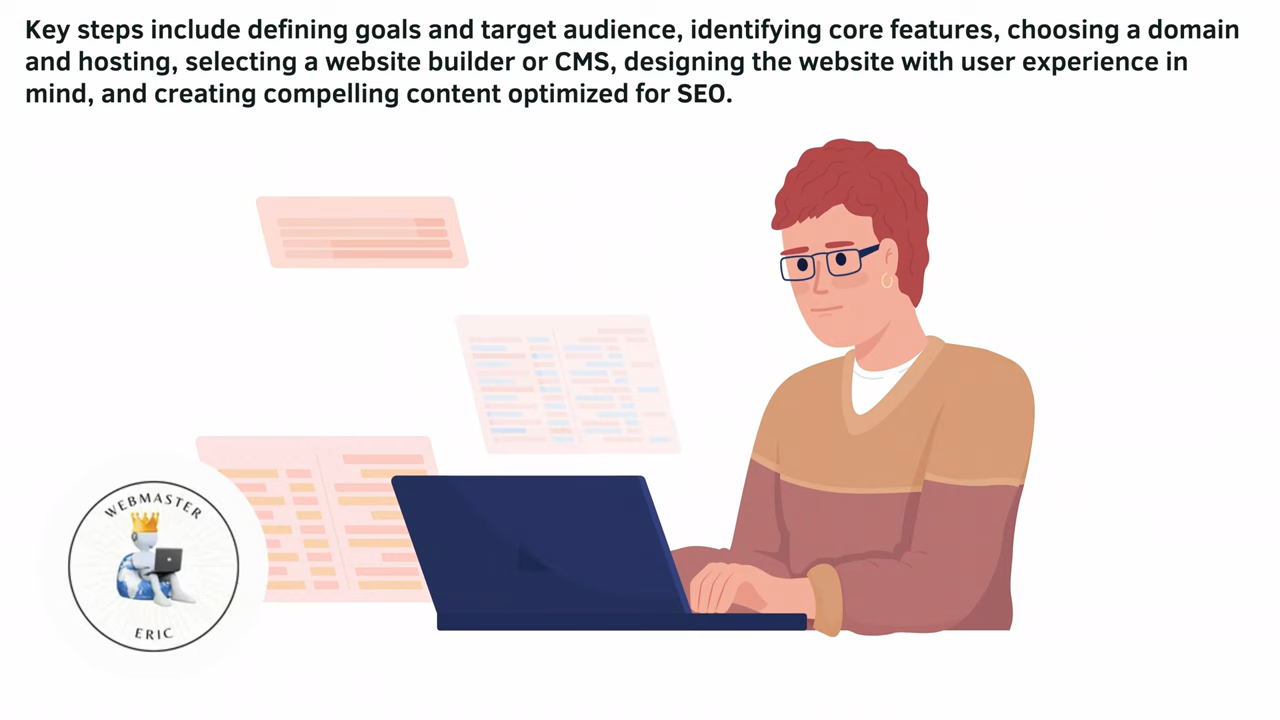 Key steps include defining goals and target audience, identifying core features, choosing a domain
and hosting, selecting a website builder or CMS, designing the website with user experience in
mind, and creating compelling content optimized for SEO.
WEBMASTER
ERIC